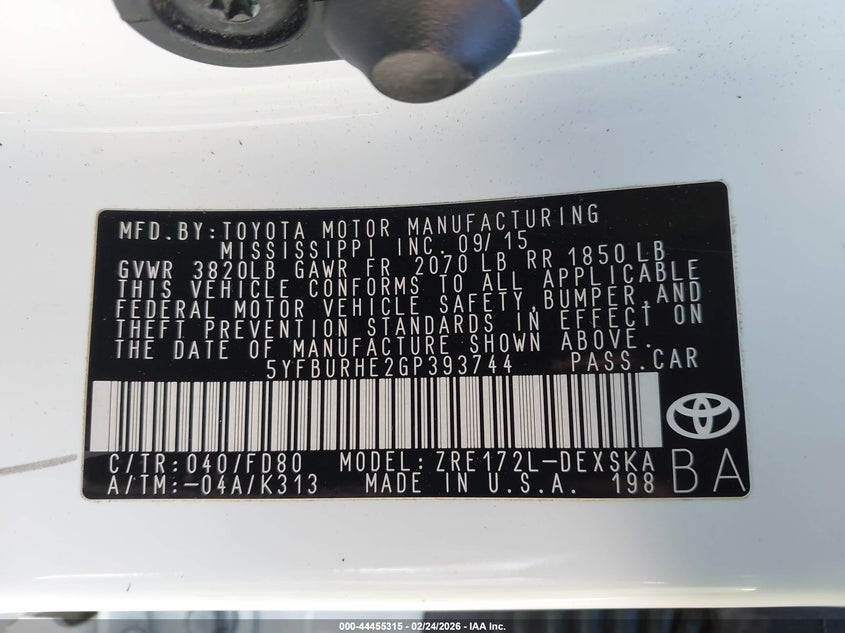 MFD.BY:TOYOTA MOTOR MANUFACTURING
MISSISSIPPI INC. 09/15
GVWR 3820LB GAWR FR 2070 LB RR 1850 LB
THIS VEHICLE CONFORMS TO ALL APPLICABLE
FEDERAL MOTOR VEHICLE SAFETY,BUMPER,AND
THEFT PREVENTION STANDARDS IN EFFECT ON
THE DATE OF MANUFACTURE SHOWN ABOVE.
5YFBURHE2GP393744 PASS.CAR
C/TR:040/FD80 MODEL:ZRE172L-DEXSKA
A/TM:-04A/K313 MADE IN U.S.A. 198 BA
000-44455315 - 02/24/2026 - IAA Inc.